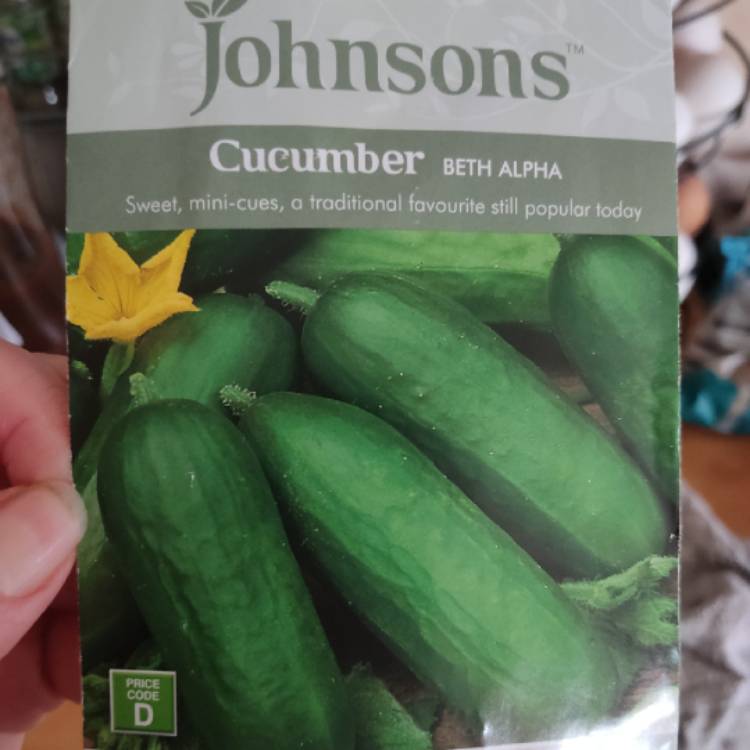 Johnsons™
Cucumber BETH ALPHA
Sweet, mini-cues, a traditional favourite still popular today
PRICE
CODE
D